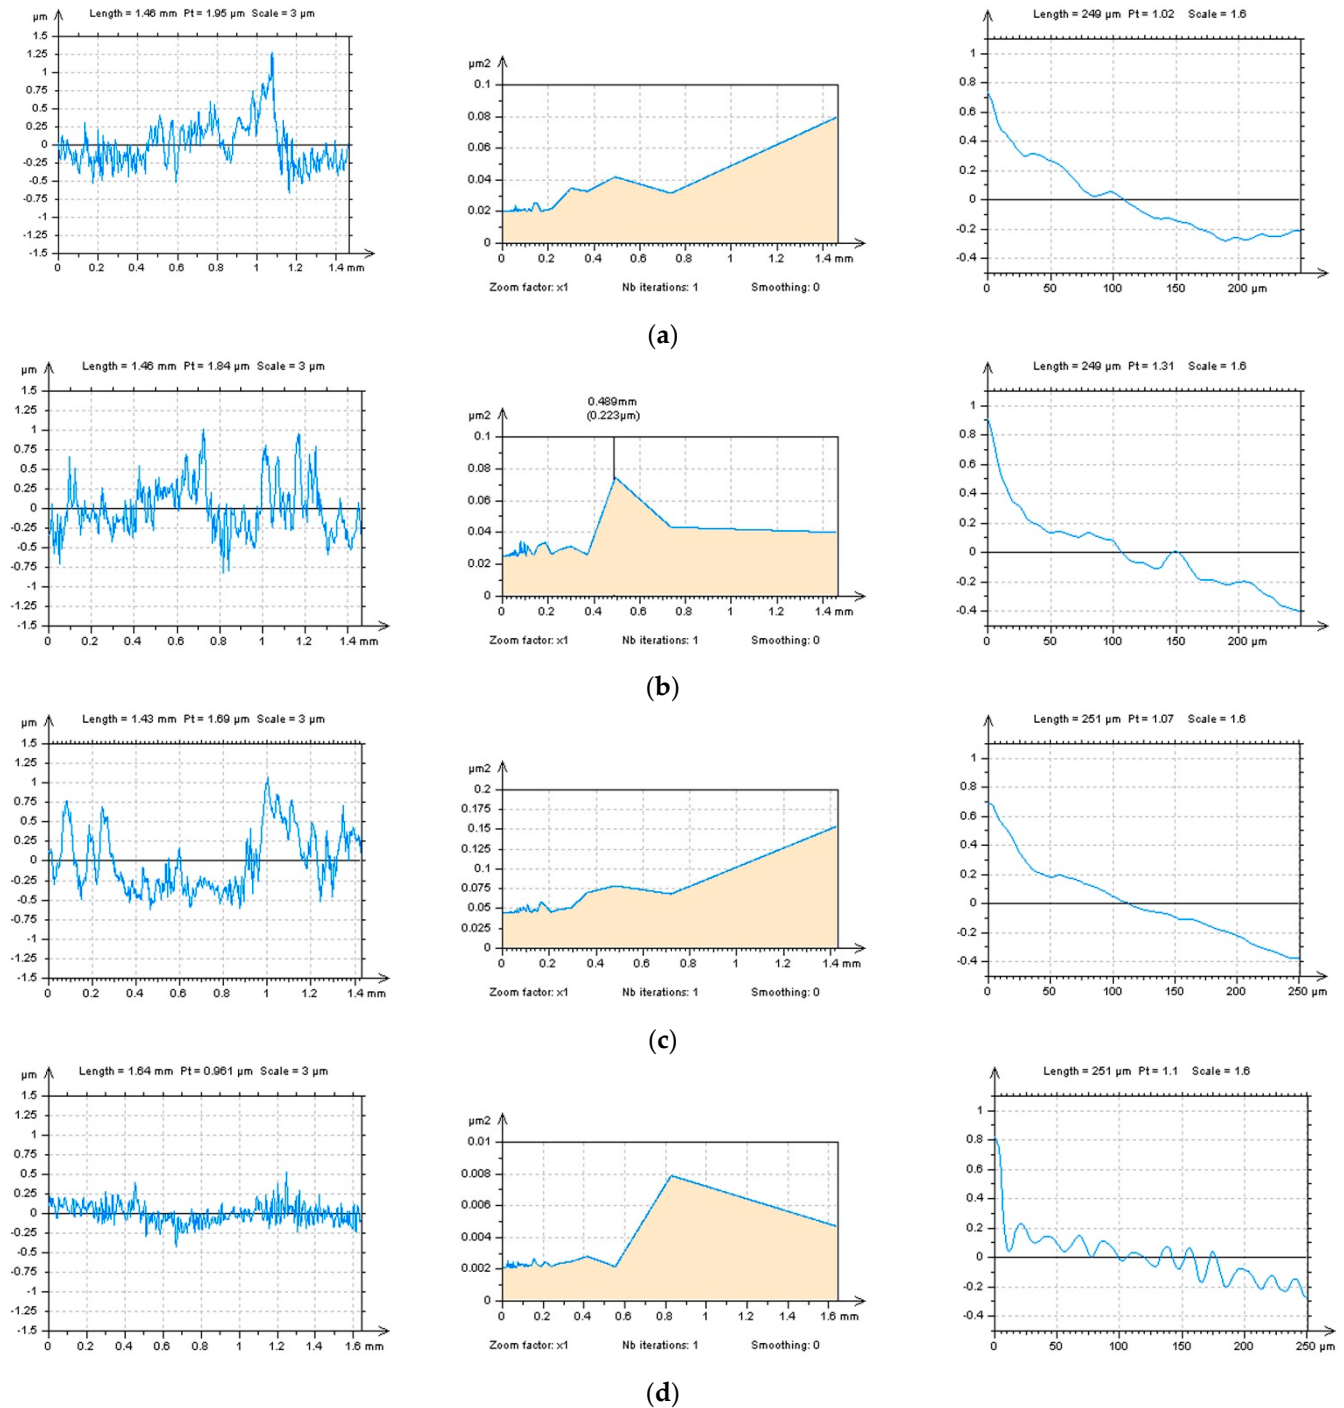 Length = 1.46 mm Pt = 1.95 µm Scale = 3 µm
µm
1.5
1.25
1
0.75
0.5
0.25
0
-0.25
-0.5
-0.75
-1
-1.25
-1.5
0 0.2 0.4 0.6 0.8 1 1.2 1.4 mm
µm2
0.1
0.08
0.06
0.04
0.02
0
0 0.2 0.4 0.6 0.8 1 1.2 1.4 mm
Zoom factor: x1 Nb iterations: 1 Smoothing: 0
Length = 249 µm Pt = 1.02 Scale = 1.6
1
0.8
0.6
0.4
0.2
0
-0.2
-0.4
0 50 100 150 200 µm
(a)
Length = 1.46 mm Pt = 1.84 µm Scale = 3 µm
µm
1.5
1.25
1
0.75
0.5
0.25
0
-0.25
-0.5
-0.75
-1
-1.25
-1.5
0 0.2 0.4 0.6 0.8 1 1.2 1.4 mm
0.489mm
(0.223µm)
µm2
0.1
0.08
0.06
0.04
0.02
0
0 0.2 0.4 0.6 0.8 1 1.2 1.4 mm
Zoom factor: x1 Nb iterations: 1 Smoothing: 0
Length = 249 µm Pt = 1.31 Scale = 1.6
1
0.8
0.6
0.4
0.2
0
-0.2
-0.4
0 50 100 150 200 µm
(b)
Length = 1.43 mm Pt = 1.69 µm Scale = 3 µm
µm
1.5
1.25
1
0.75
0.5
0.25
0
-0.25
-0.5
-0.75
-1
-1.25
-1.5
0 0.2 0.4 0.6 0.8 1 1.2 1.4 mm
µm2
0.2
0.175
0.15
0.125
0.1
0.075
0.05
0.025
0
0 0.2 0.4 0.6 0.8 1 1.2 1.4 mm
Zoom factor: x1 Nb iterations: 1 Smoothing: 0
Length = 251 µm Pt = 1.07 Scale = 1.6
1
0.8
0.6
0.4
0.2
0
-0.2
-0.4
0 50 100 150 200 250 µm
(c)
Length = 1.64 mm Pt = 0.961 µm Scale = 3 µm
µm
1.5
1.25
1
0.75
0.5
0.25
0
-0.25
-0.5
-0.75
-1
-1.25
-1.5
0 0.2 0.4 0.6 0.8 1 1.2 1.4 1.6 mm
µm2
0.01
0.008
0.006
0.004
0.002
0
0 0.2 0.4 0.6 0.8 1 1.2 1.4 1.6 mm
Zoom factor: x1 Nb iterations: 1 Smoothing: 0
Length = 251 µm Pt = 1.1 Scale = 1.6
1
0.8
0.6
0.4
0.2
0
-0.2
-0.4
0 50 100 150 200 250 µm
(d)